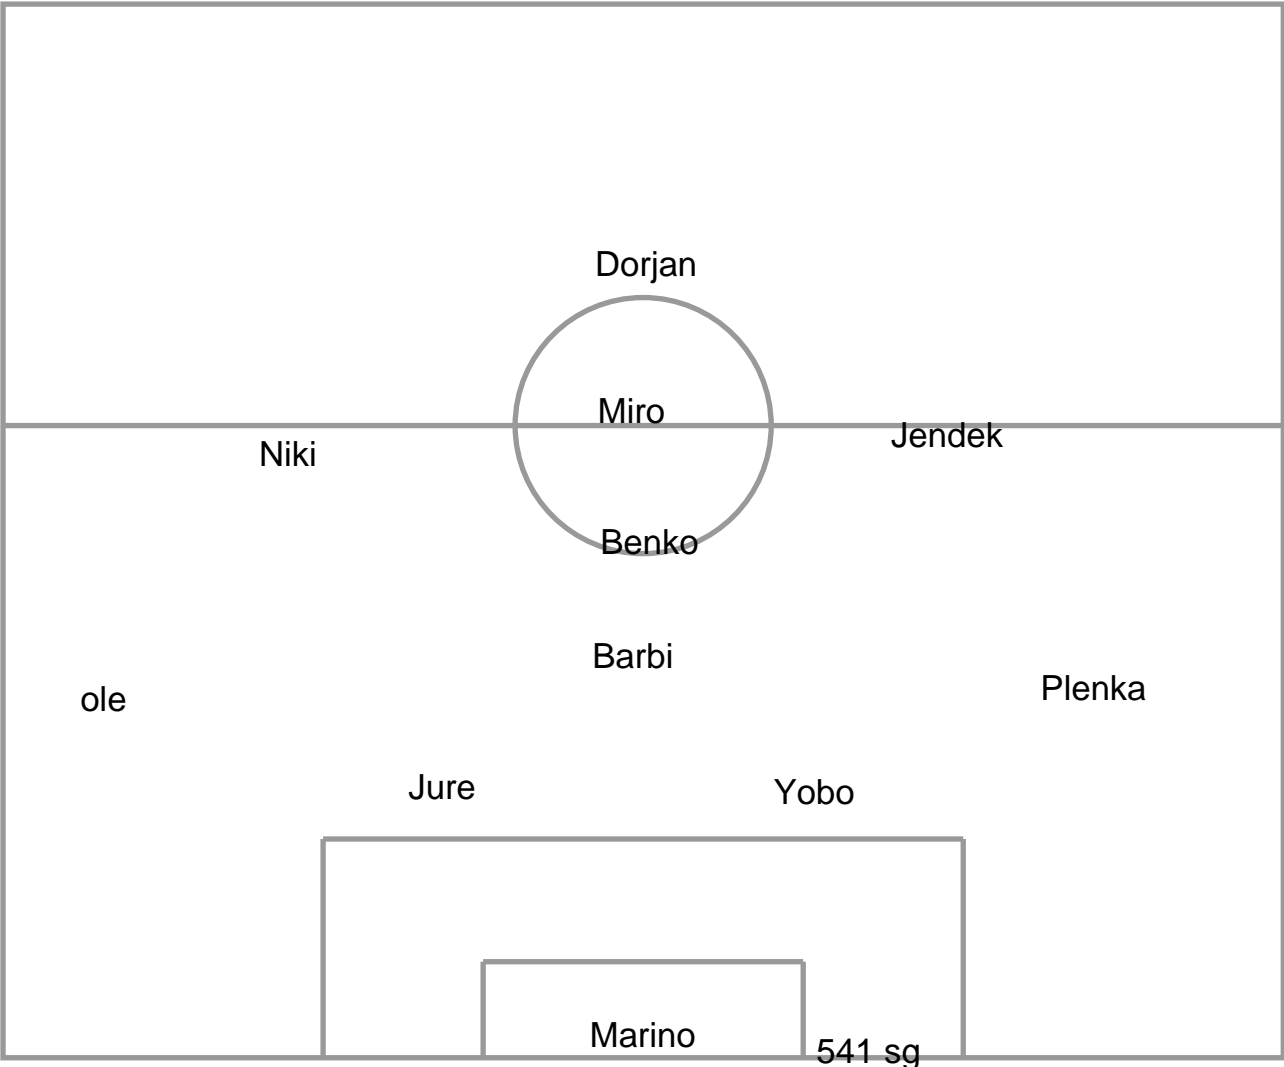 Dorjan
Miro
Jendek
Niki
Benko
Barbi
Plenka
ole
Jure
Yobo
Marino
541 sg